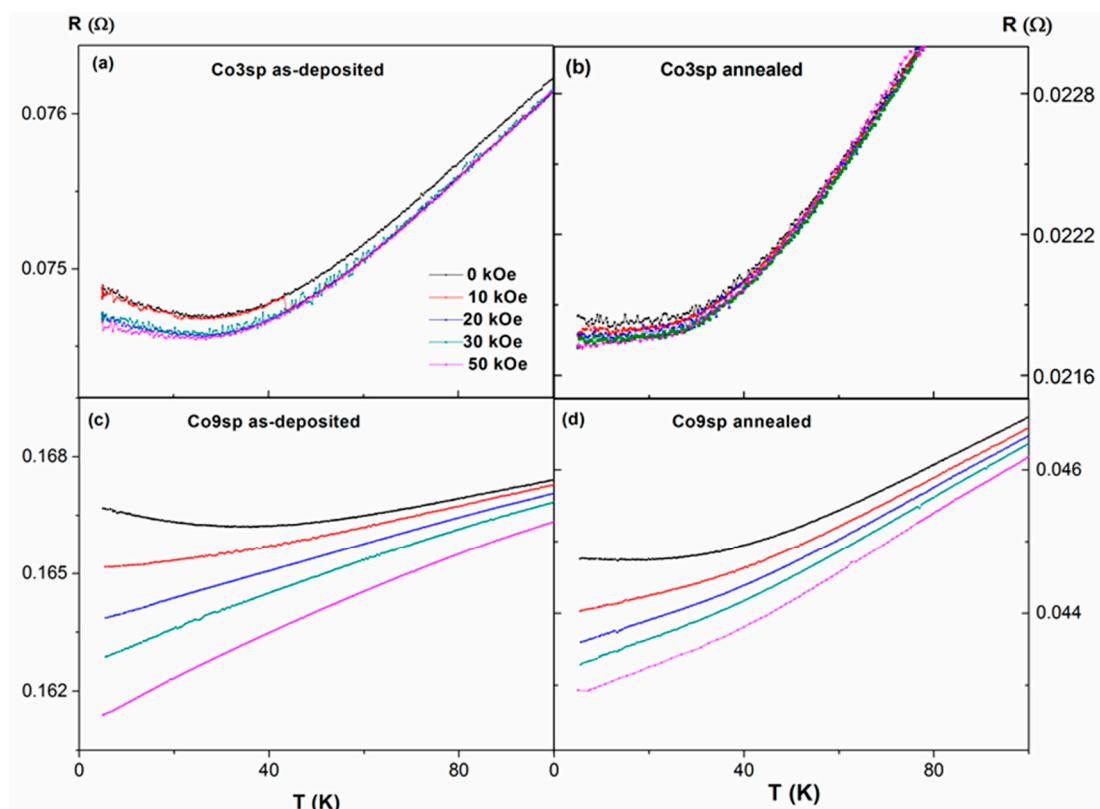 R (Ω)
R (Ω)
(a)
Co3sp as-deposited
(b)
Co3sp annealed
0.076
0.075
0.0228
0.0222
0.0216
0 kOe
10 kOe
20 kOe
30 kOe
50 kOe
(c)
Co9sp as-deposited
(d)
Co9sp annealed
0.168
0.165
0.162
0.046
0.044
0
40
80
0
40
80
T (K)
T (K)